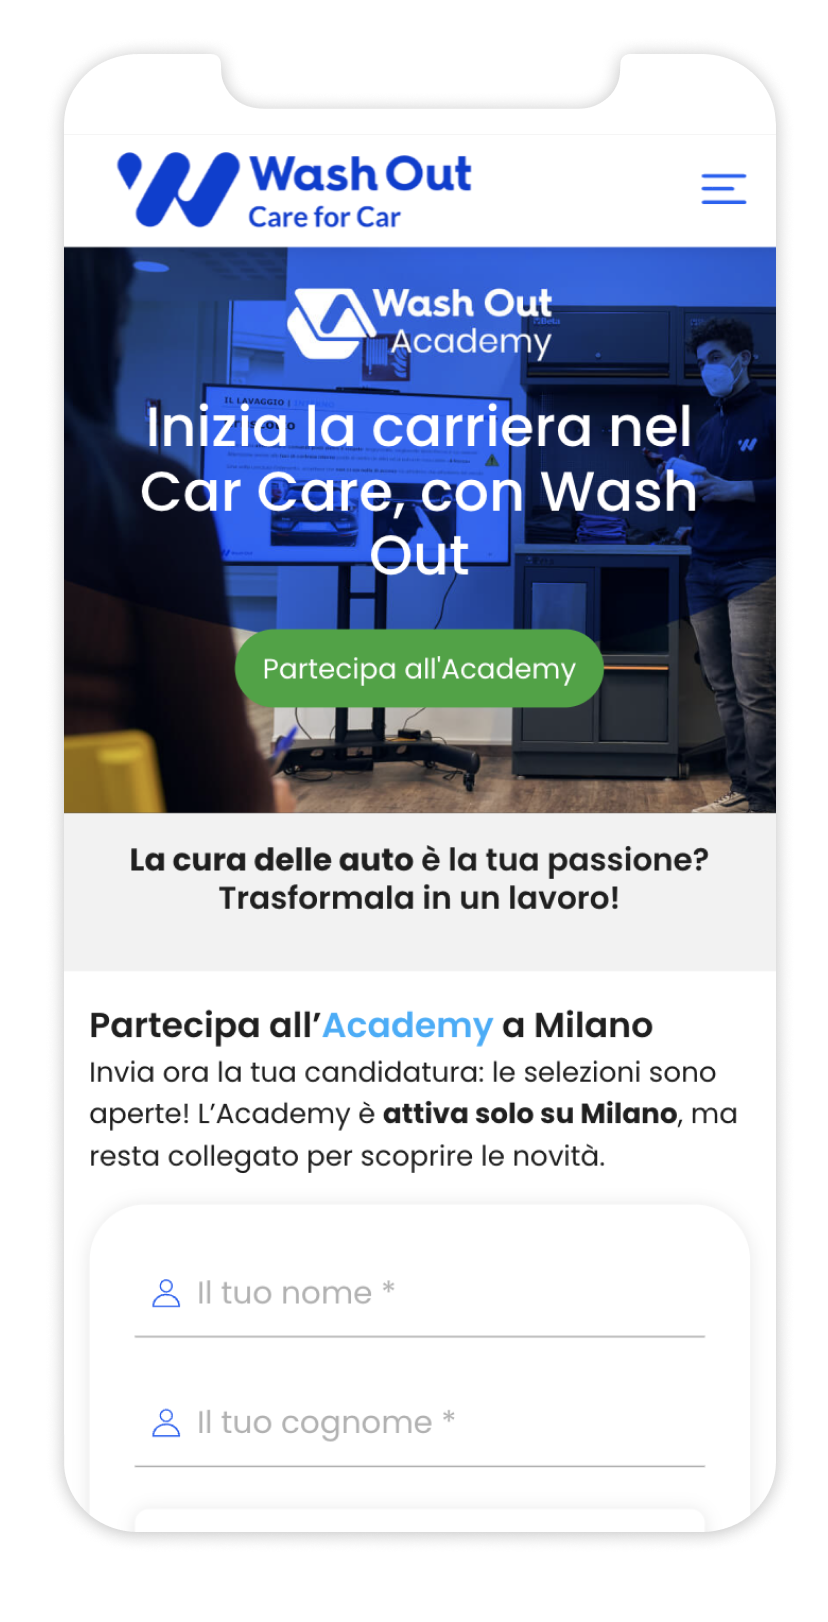 Wash Out
Care for Car
Wash Out
Academy
IL LAVAGGIO |
Inizia la carriera nel
Car Care, con Wash
Out
Partecipa all'Academy
La cura delle auto è la tua passione?
Trasformala in un lavoro!
Partecipa all’Academy a Milano
Invia ora la tua candidatura: le selezioni sono
aperte! L’Academy è attiva solo su Milano, ma
resta collegato per scoprire le novità.
Il tuo nome *
Il tuo cognome *